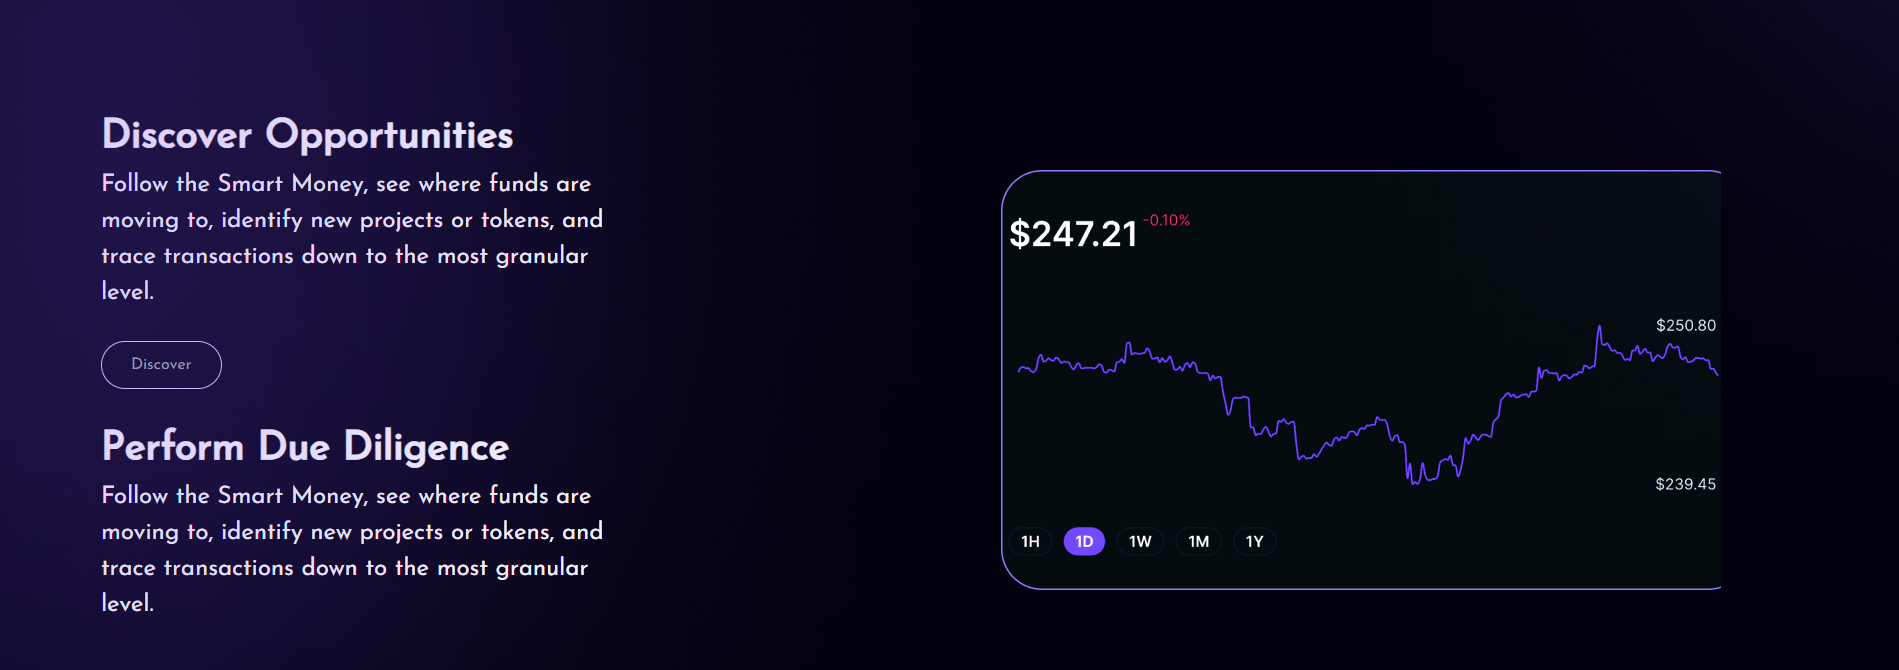 Discover Opportunities
Follow the Smart Money, see where funds are
moving to, identify new projects or tokens, and
trace transactions down to the most granular
level.
Discover
Perform Due Diligence
Follow the Smart Money, see where funds are
moving to, identify new projects or tokens, and
trace transactions down to the most granular
level.
$247.21 -0.10%
$250.80
$239.45
1H 1D 1W 1M 1Y